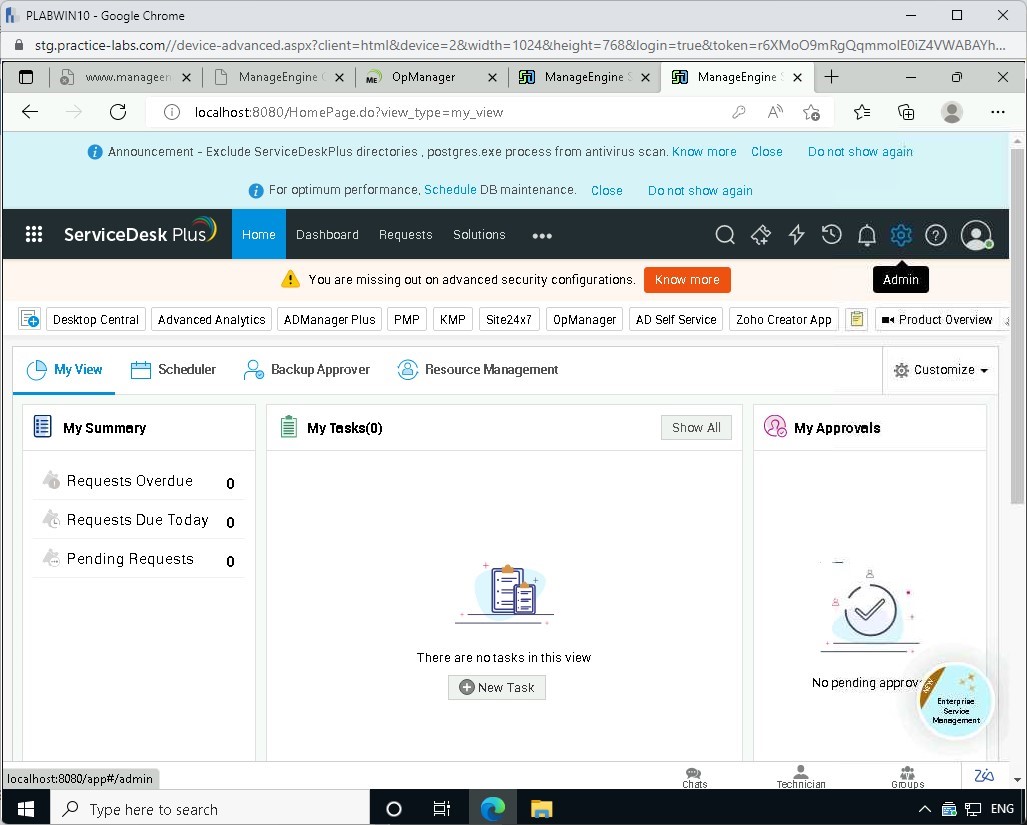 PLABWIN10 - Google Chrome
stg.practice-labs.com//device-advanced.aspx?client=html&device=2&width=1024&height=768&login=true&token=r6XMoO9mRgQqmmoIE0iZ4VWABAYh...
www.manageen
ManageEngine
OpManager
ManageEngine S
ManageEngine S
localhost:8080/HomePage.do?view_type=my_view
Announcement - Exclude ServiceDeskPlus directories , postgres.exe process from antivirus scan. Know more Close Do not show again
For optimum performance, Schedule DB maintenance. Close Do not show again
ServiceDesk Plus Home Dashboard Requests Solutions
You are missing out on advanced security configurations. Know more
Admin
Desktop Central Advanced Analytics ADManager Plus PMP KMP Site24x7 OpManager AD Self Service Zoho Creator App Product Overview
My View Scheduler Backup Approver Resource Management Customize
My Summary
Requests Overdue 0
Requests Due Today 0
Pending Requests 0
My Tasks(0) Show All
There are no tasks in this view
New Task
My Approvals
No pending approv
NEW
Enterprise
Service
Management
localhost:8080/app#/admin
Chats Technician Groups
Type here to search
ENG